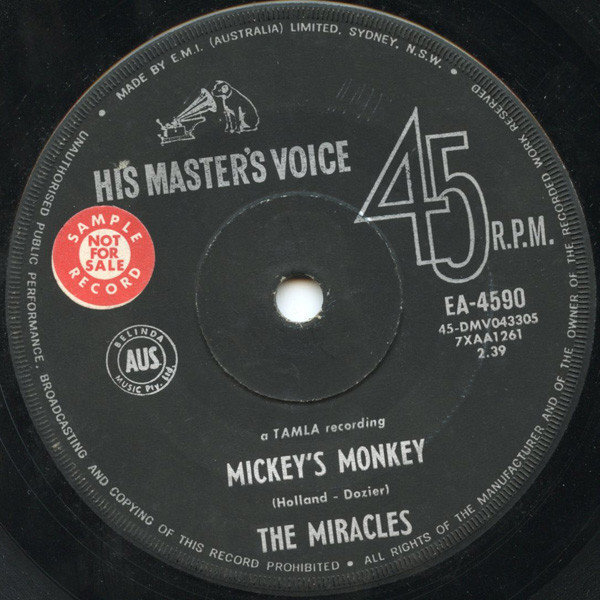 MADE BY E.M.I. (AUSTRALIA) LIMITED, SYDNEY, N.S.W. •
UNAUTHORISED PUBLIC PERFORMANCE, BROADCASTING AND COPYING OF THIS RECORD PROHIBITED • ALL RIGHTS OF THE MANUFACTURER AND OF THE OWNER OF THE RECORDED WORK RESERVED
HIS MASTER'S VOICE
45
R.P.M.
SAMPLE
NOT
FOR
SALE
RECORD
EA-4590
45-DMV043305
7XAA1261
2.39
BELINDA
AUS
MUSIC Pty. Ltd.
a TAMLA recording
MICKEY'S MONKEY
(Holland - Dozier)
THE MIRACLES